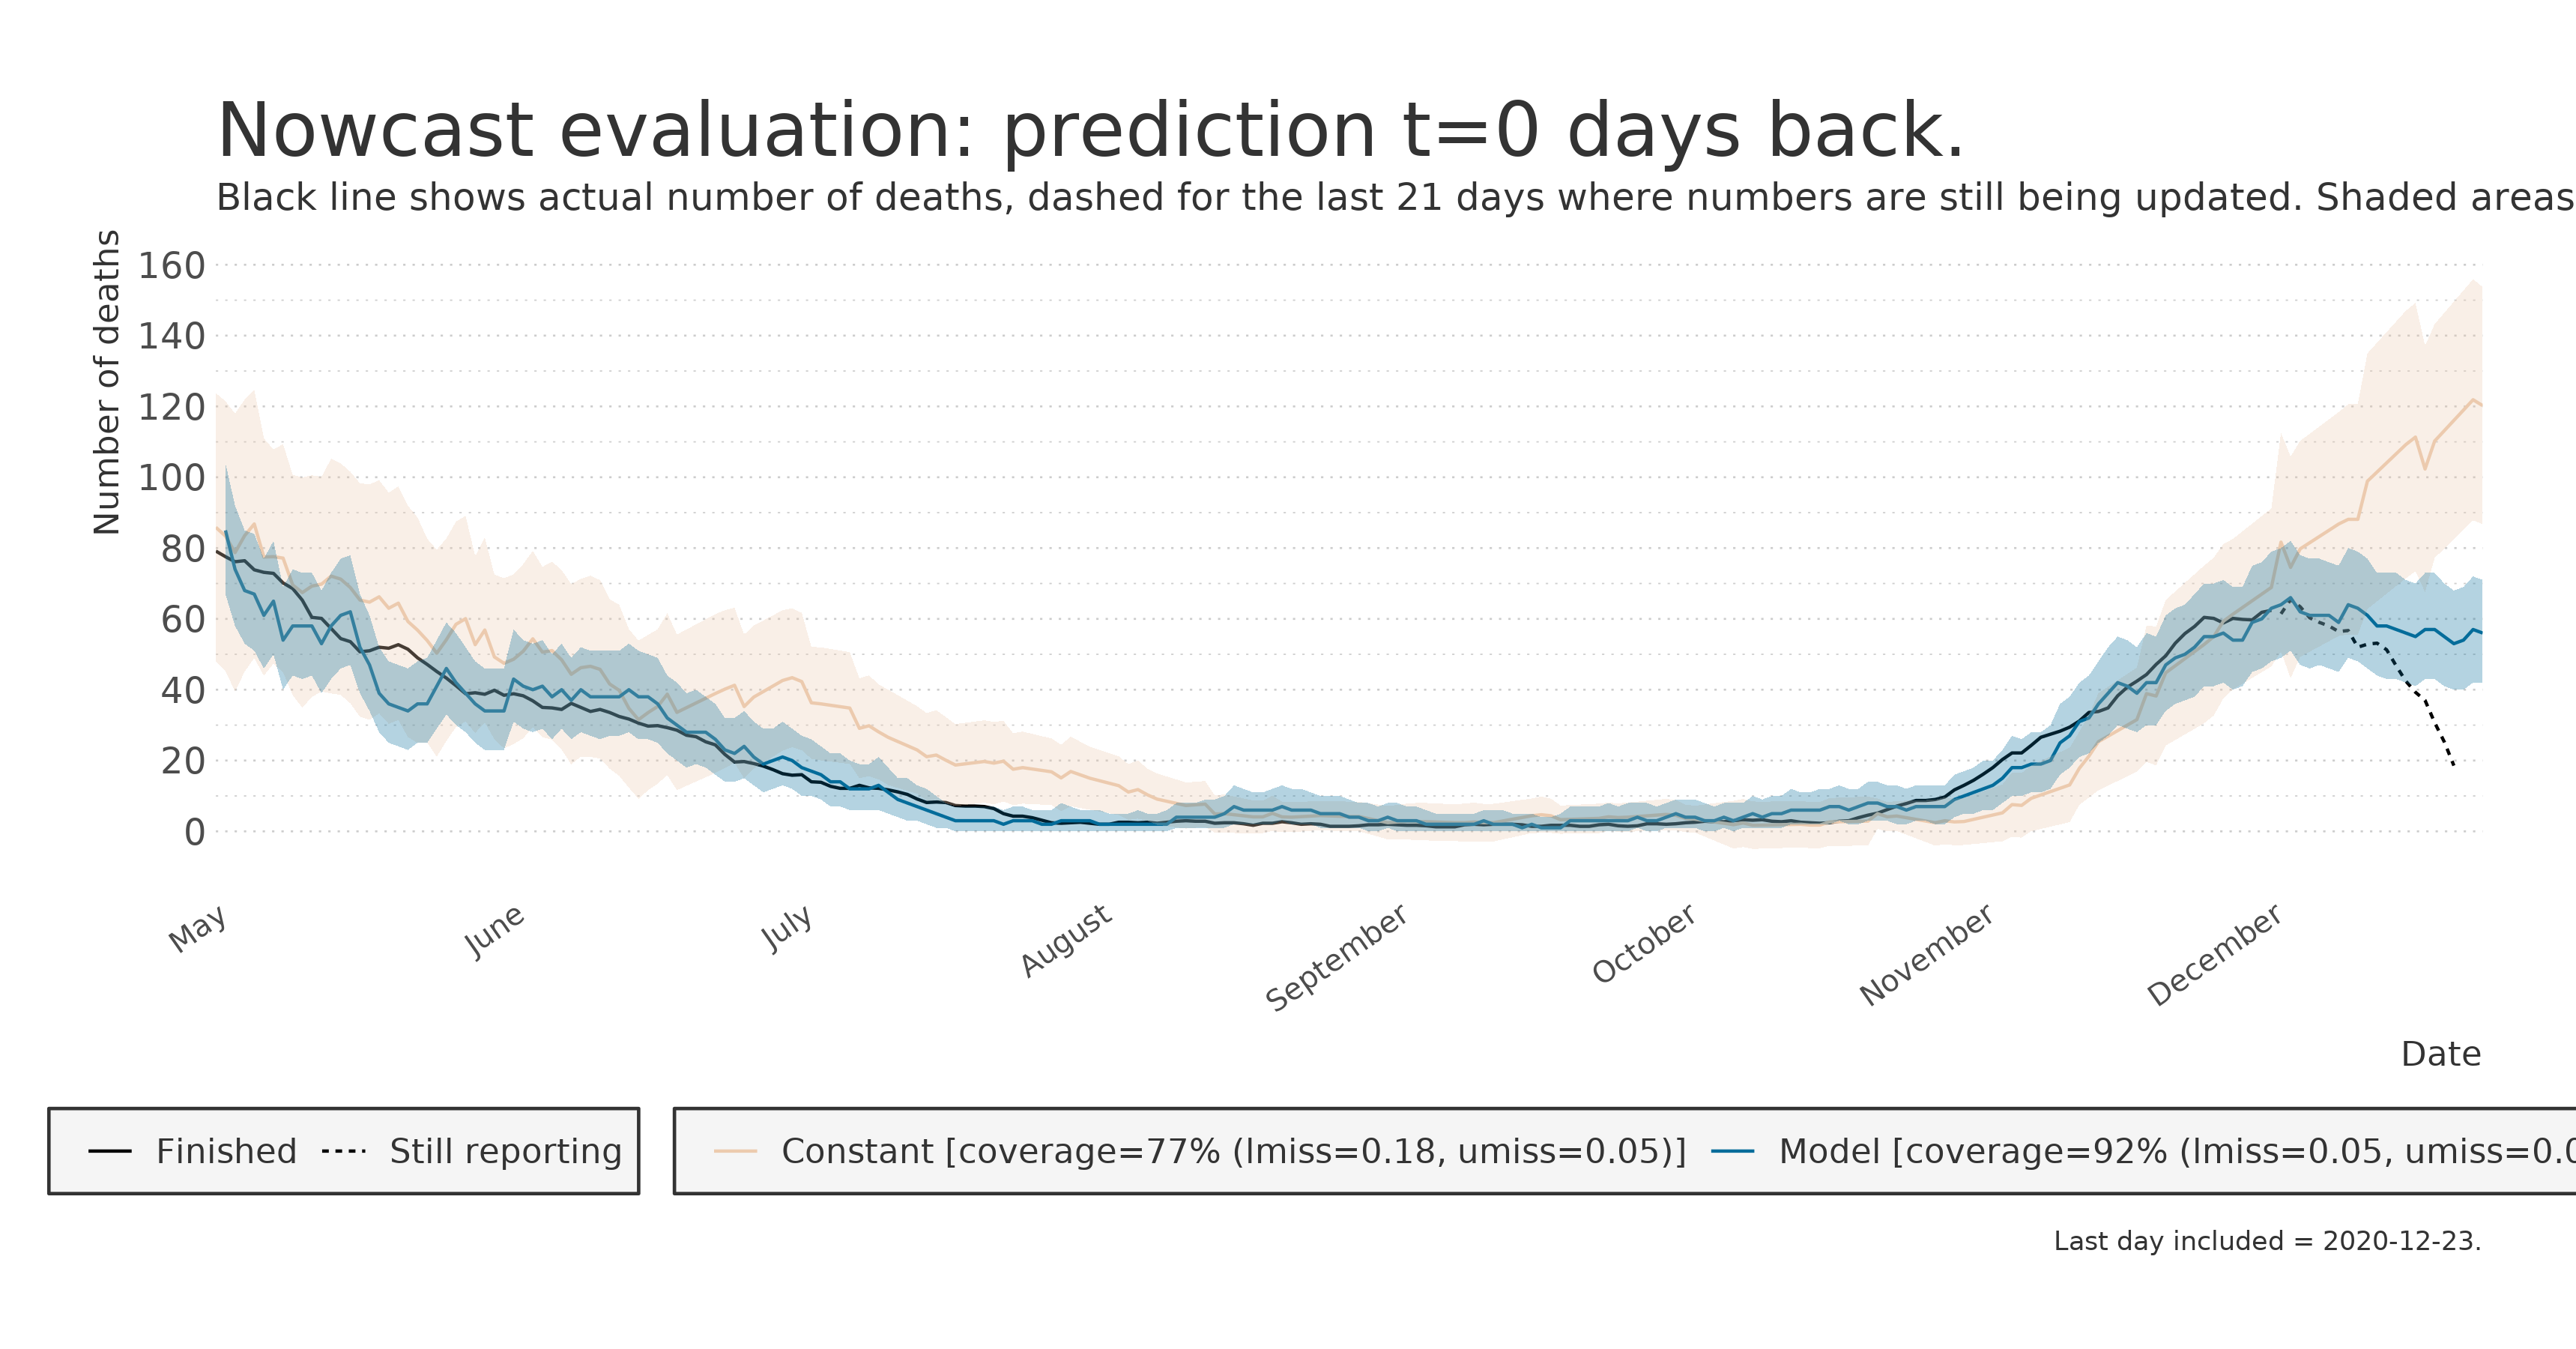 Nowcast evaluation: prediction t=0 days back.
Black line shows actual number of deaths, dashed for the last 21 days where numbers are still being updated. Shaded areas
Number of deaths
160
140
120
100
80
60
40
20
0
May
June
July
August
September
October
November
December
Date
Finished
Still reporting
Constant [coverage=77% (lmiss=0.18, umiss=0.05)]
Model [coverage=92% (lmiss=0.05, umiss=0.0
Last day included = 2020-12-23.